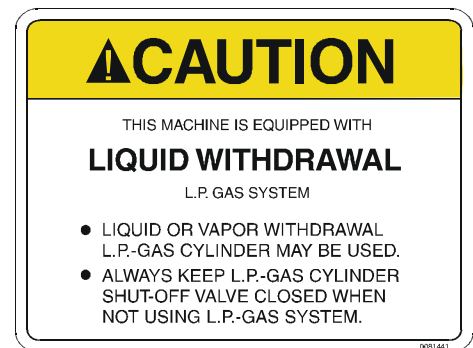 ⚠CAUTION
THIS MACHINE IS EQUIPPED WITH
LIQUID WITHDRAWAL
L.P. GAS SYSTEM
● LIQUID OR VAPOR WITHDRAWAL
L.P.-GAS CYLINDER MAY BE USED.
● ALWAYS KEEP L.P.-GAS CYLINDER
SHUT-OFF VALVE CLOSED WHEN
NOT USING L.P.-GAS SYSTEM.